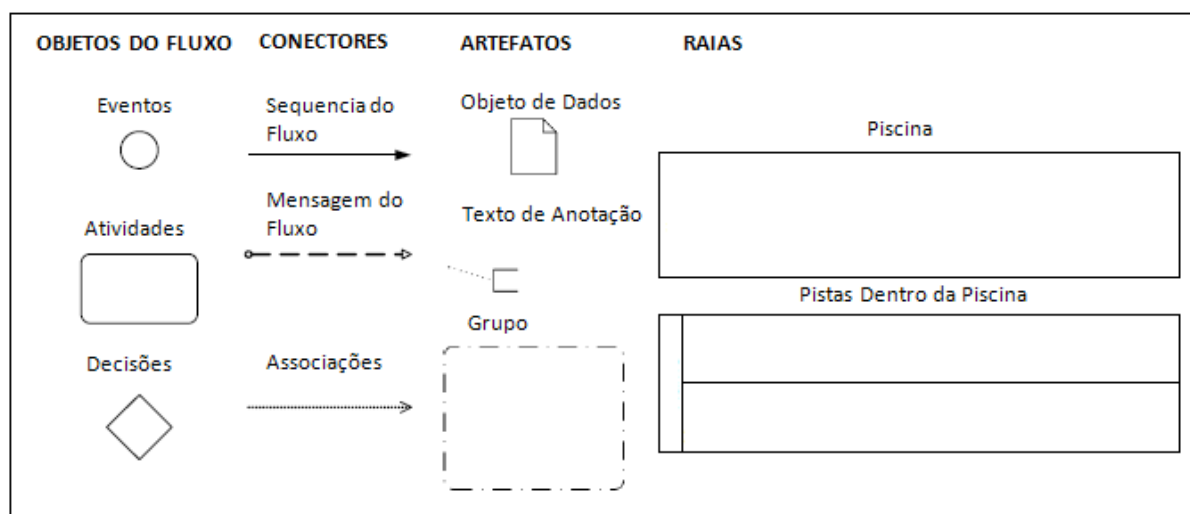 OBJETOS DO FLUXO
Eventos
Atividades
Decisões
CONECTORES
Sequencia do
Fluxo
Mensagem do
Fluxo
Associações
ARTEFATOS
Objeto de Dados
Texto de Anotação
Grupo
RAIAS
Piscina
Pistas Dentro da Piscina